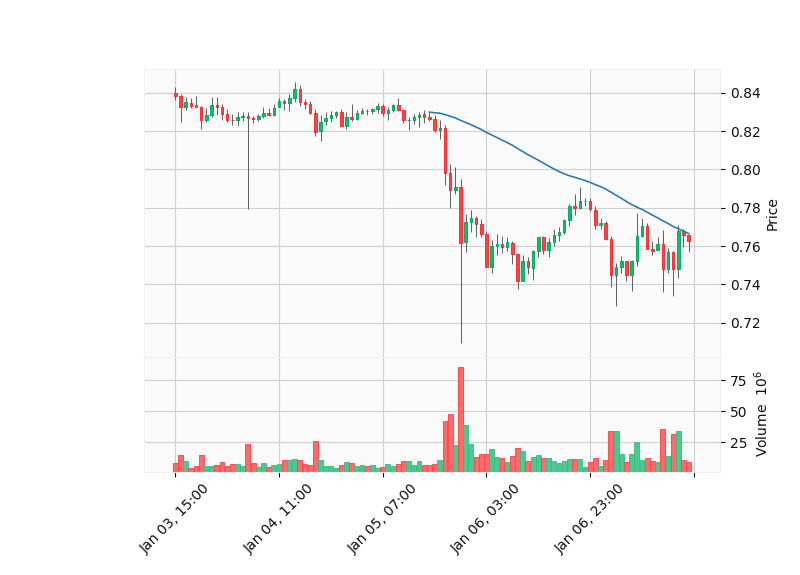 0.84
0.82
0.80
0.78
0.76
0.74
0.72
Price
75
50
25
Volume 10⁶
Jan 03, 15:00
Jan 04, 11:00
Jan 05, 07:00
Jan 06, 03:00
Jan 06, 23:00